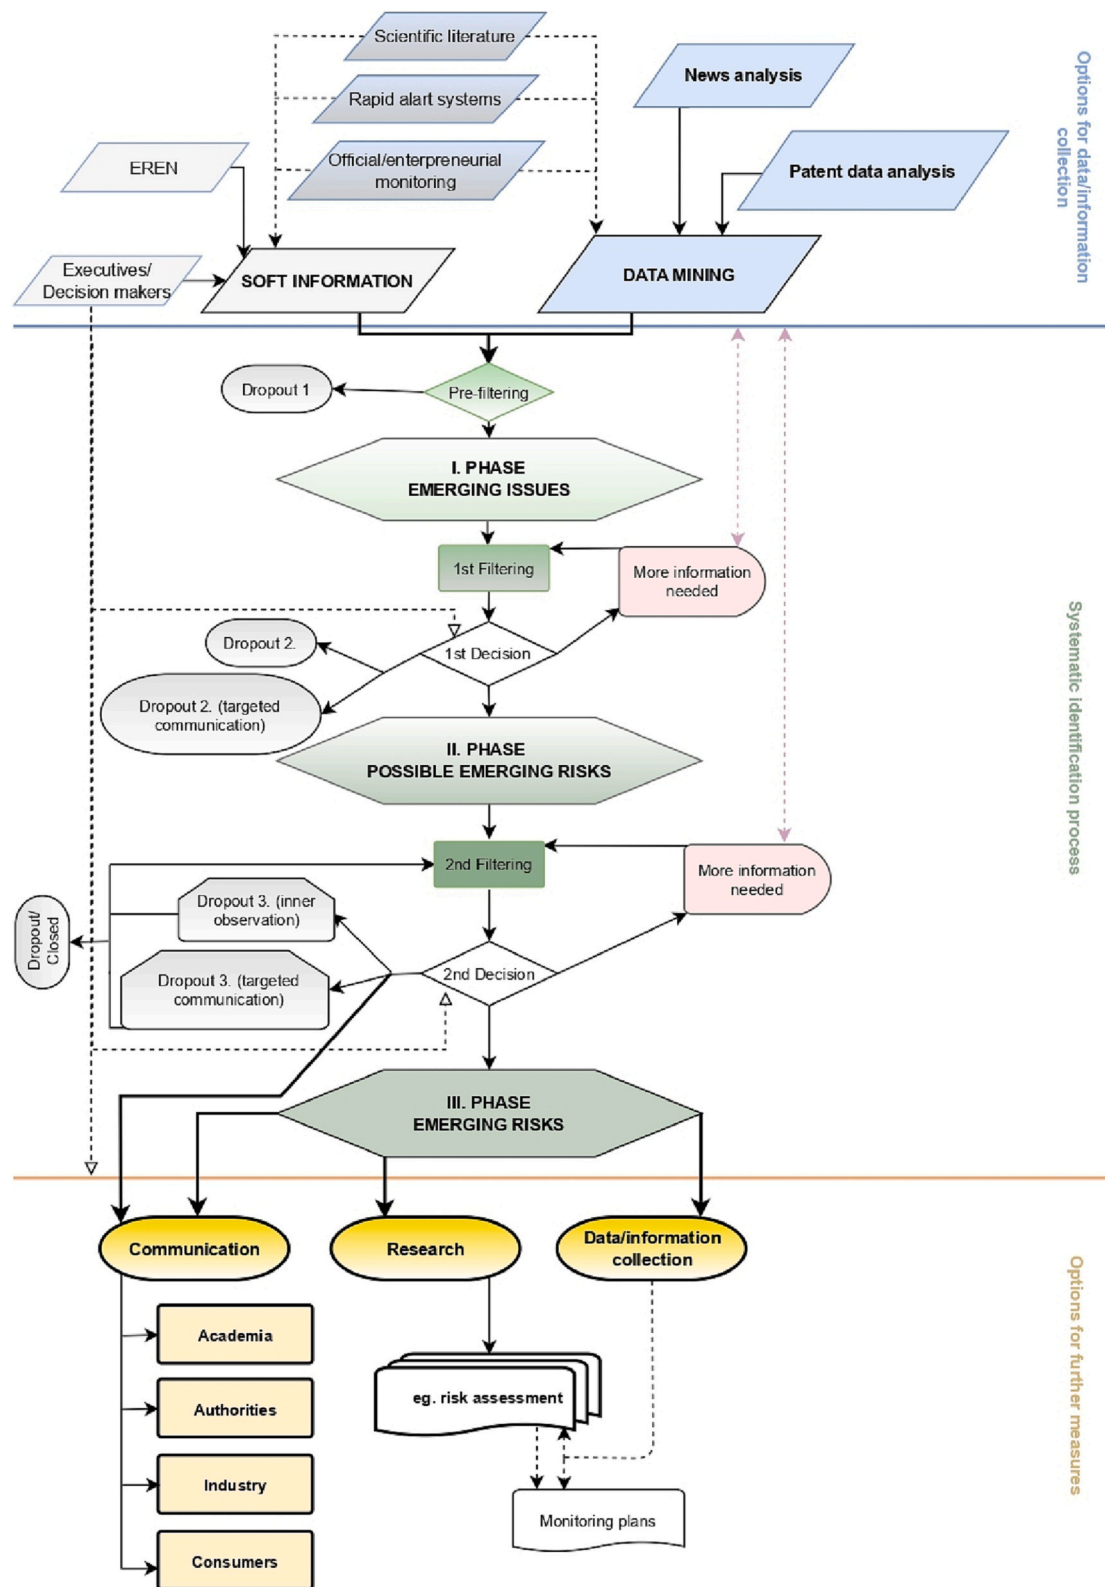 Scientific literature
Rapid alart systems
Official/enterpreneurial
monitoring
News analysis
Patent data analysis
EREN
Executives/
Decision makers
SOFT INFORMATION
DATA MINING
Options for data/information
collection
Pre-filtering
Dropout 1
I. PHASE
EMERGING ISSUES
1st Filtering
More information
needed
1st Decision
Dropout 2.
Dropout 2. (targeted
communication)
II. PHASE
POSSIBLE EMERGING RISKS
Systematic identification process
2nd Filtering
More information
needed
Dropout 3. (inner
observation)
Dropout/
Closed
Dropout 3. (targeted
communication)
2nd Decision
III. PHASE
EMERGING RISKS
Communication
Research
Data/information
collection
Academia
Authorities
Industry
Consumers
eg. risk assessment
Monitoring plans
Options for further measures